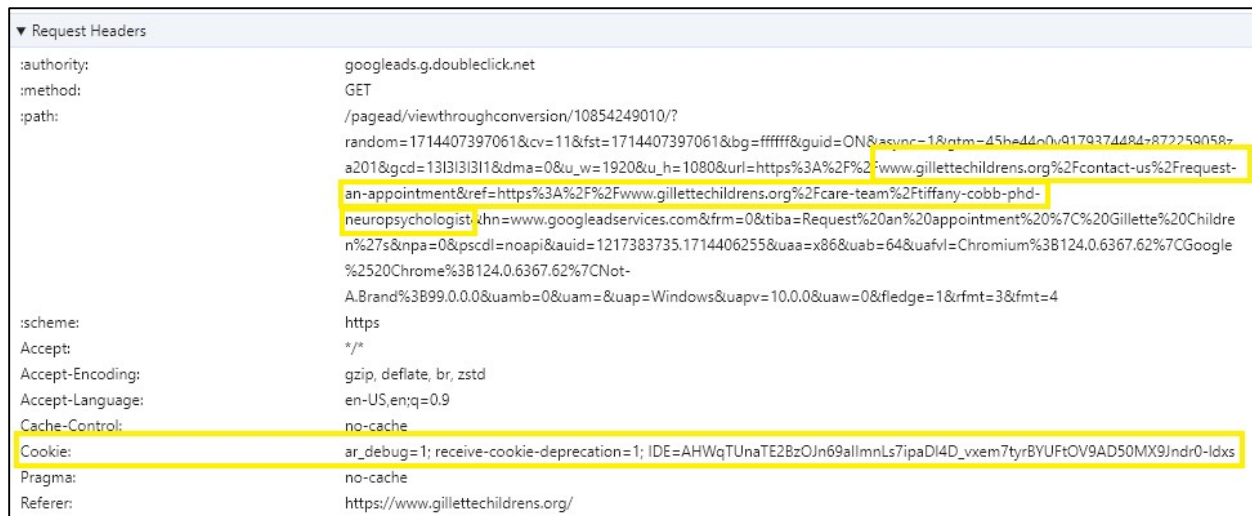 ▼ Request Headers
:authority: googleads.g.doubleclick.net
:method: GET
:path: /pagead/viewthroughconversion/10854249010/?
random=1714407397061&cv=11&fst=1714407397061&bg=ffffff&guid=ON&async=1&gtm=45be44o0v9179374484z872259058z
a201&gcd=13l3l3l3l1&dma=0&u_w=1920&u_h=1080&url=https%3A%2F%2Fwww.gillettechildrens.org%2Fcontact-us%2Frequest-
an-appointment&ref=https%3A%2F%2Fwww.gillettechildrens.org%2Fcare-team%2Ftiffany-cobb-phd-
neuropsychologist&hn=www.googleadservices.com&frm=0&tiba=Request%20an%20appointment%20%7C%20Gillette%20Childre
n%27s&npa=0&pscdl=noapi&auid=1217383735.1714406255&uaa=x86&uab=64&uafvl=Chromium%3B124.0.6367.62%7CGoogle
%2520Chrome%3B124.0.6367.62%7CNot-
A.Brand%3B99.0.0.0&uamb=0&uam=&uap=Windows&uapv=10.0.0&uaw=0&fledge=1&rfmt=3&fmt=4
:scheme: https
Accept: */*
Accept-Encoding: gzip, deflate, br, zstd
Accept-Language: en-US,en;q=0.9
Cache-Control: no-cache
Cookie: ar_debug=1; receive-cookie-deprecation=1; IDE=AHWqTUnaTE2BzOJn69aIlmnLs7ipaDl4D_vxem7tyrBYUFtOV9AD50MX9Jndr0-ldxs
Pragma: no-cache
Referer: https://www.gillettechildrens.org/